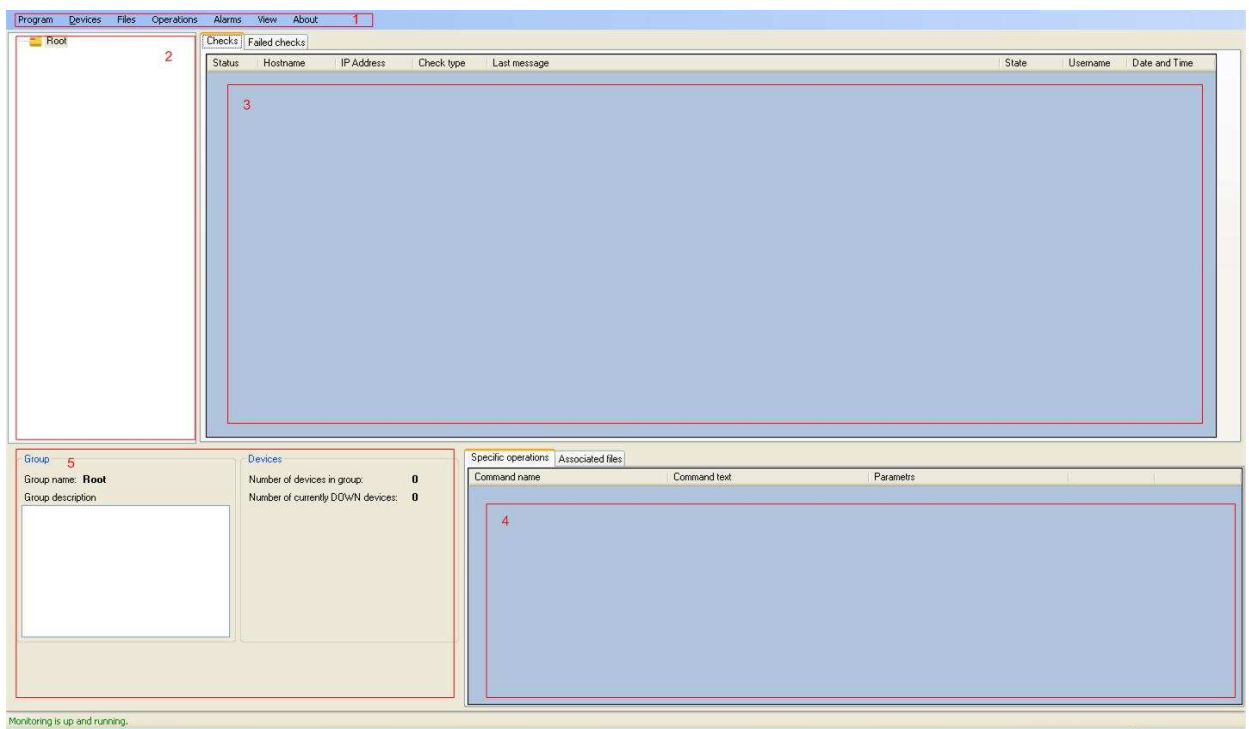 Program Devices Files Operations Alarms View About 1
Root
2
Checks Failed checks
Status Hostname IP Address Check type Last message State Username Date and Time
3
Group 5
Group name: Root
Group description
Devices
Number of devices in group: 0
Number of currently DOWN devices: 0
Specific operations Associated files
Command name Command text Parametrs
4
Monitoring is up and running.